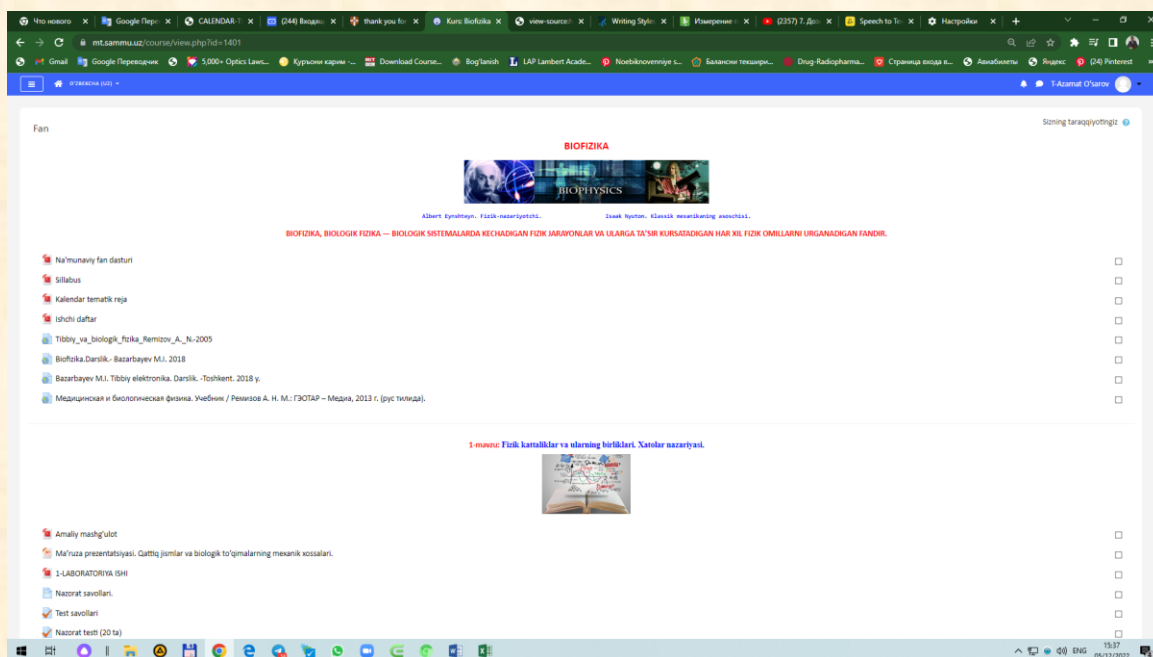 Что нового
Google Пере
CALENDAR-T
(244) Входящ
thank you for
Kurs: Biofizika
view-source:
Writing Style
Измерение
(2357) 7. Дос
Speech to Te
Настройки
mt.sammu.uz/course/view.php?id=1401
Gmail
Google Переводчик
5,000+ Optics Laws...
Куръони карим -...
Download Course...
Bog'lanish
LAP Lambert Acade...
Noebiknovenniye s...
Балансни текшири...
Drug-Radiopharma...
Страница входа в...
Авиабилеты
Яндекс
(24) Pinterest
O'ZBEKCHA (UZ)
T-Azamat O'sarov
Fan
Sizning taraqqiyotingiz
BIOFIZIKA
BIOPHYSICS
Albert Eynshteyn. Fizik-nazariyotchi. Isaak Nyuton. Klassik mexanikaning asoschisi.
BIOFIZIKA, BIOLOGIK FIZIKA — BIOLOGIK SISTEMALARDA KECHADIGAN FIZIK JARAYONLAR VA ULARGA TA'SIR KURSATADIGAN HAR XIL FIZIK OMILLARNI URGANADIGAN FANDIR.
Na'munaviy fan dasturi
Sillabus
Kalendar tematik reja
Ishchi daftar
Tibbiy_va_biologik_fizika_Remizov_A._N.-2005
Biofizika.Darslik.- Bazarbayev M.I. 2018
Bazarbayev M.I. Tibbiy elektronika. Darslik. -Toshkent. 2018 y.
Медицинская и биологическая физика. Учебник / Ремизов А. Н. М.: ГЭОТАР – Медиа, 2013 г. (рус тилида).
1-mavzu: Fizik kattaliklar va ularning birliklari. Xatolar nazariyasi.
Amaliy mashg'ulot
Ma'ruza prezentatsiyasi. Qattiq jismlar va biologik to'qimalarning mexanik xossalari.
1-LABORATORIYA ISHI
Nazorat savollari.
Test savollari
Nazorat testi (20 ta)
ENG
15:37
05/12/2022